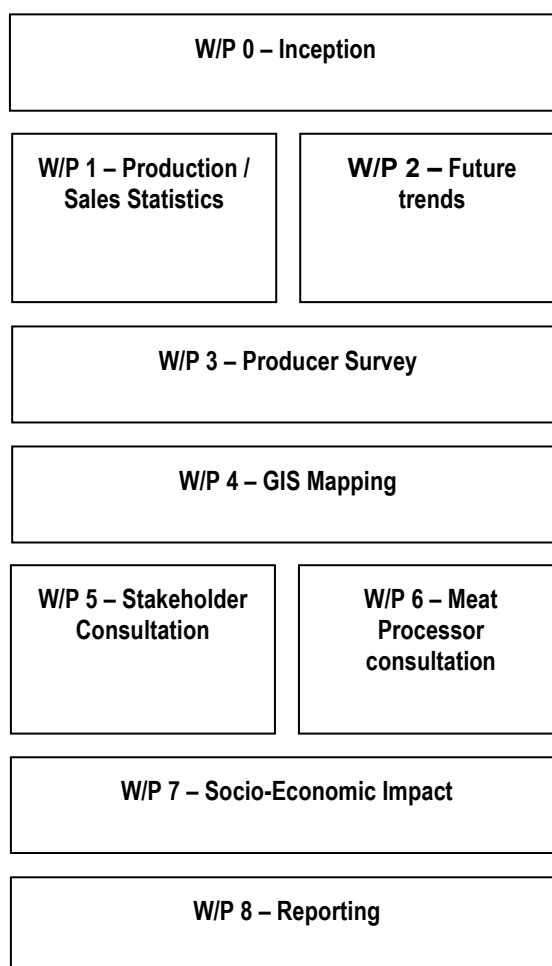 W/P 0 – Inception
W/P 1 – Production /
Sales Statistics
W/P 2 – Future
trends
W/P 3 – Producer Survey
W/P 4 – GIS Mapping
W/P 5 – Stakeholder
Consultation
W/P 6 – Meat
Processor
consultation
W/P 7 – Socio-Economic Impact
W/P 8 – Reporting